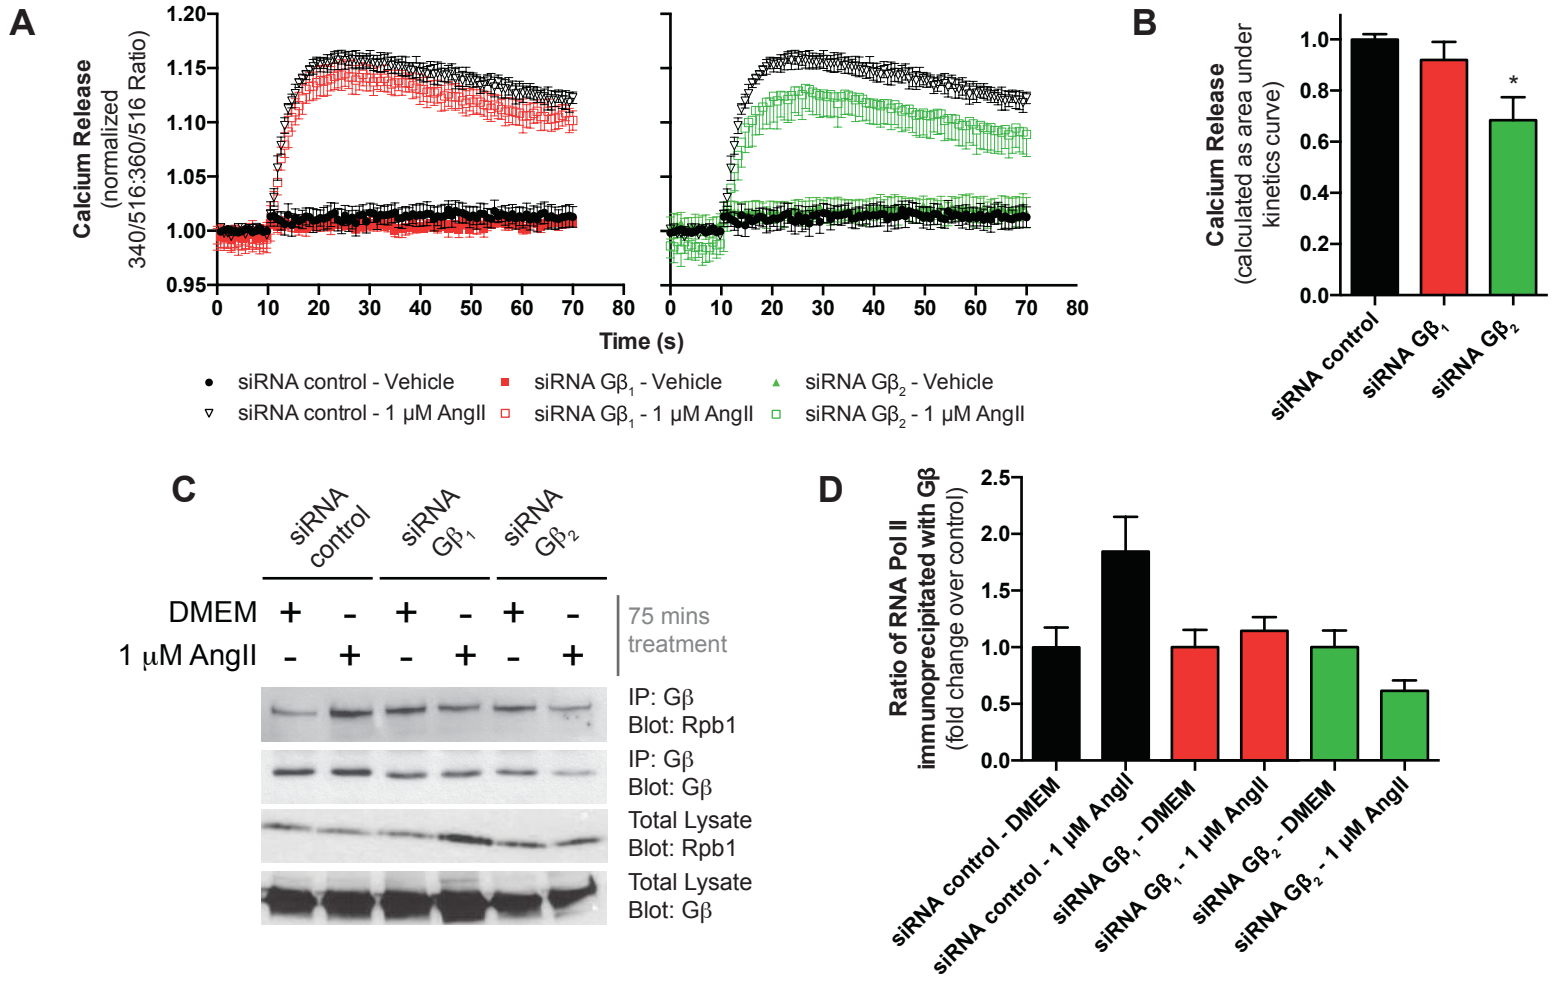 A
Calcium Release
(normalized
340/516:360/516 Ratio)
1.20
1.15
1.10
1.05
1.00
0.95
0 10 20 30 40 50 60 70 80
0 10 20 30 40 50 60 70 80
Time (s)
siRNA control - Vehicle
siRNA Gβ1 - Vehicle
siRNA Gβ2 - Vehicle
siRNA control - 1 µM AngII
siRNA Gβ1 - 1 µM AngII
siRNA Gβ2 - 1 µM AngII
B
Calcium Release
(calculated as area under
kinetics curve)
1.0
0.8
0.6
0.4
0.2
0.0
*
siRNA control
siRNA Gβ1
siRNA Gβ2
C
siRNA
control
siRNA
Gβ1
siRNA
Gβ2
DMEM + - + - + -
1 µM AngII - + - + - +
75 mins
treatment
IP: Gβ
Blot: Rpb1
IP: Gβ
Blot: Gβ
Total Lysate
Blot: Rpb1
Total Lysate
Blot: Gβ
D
Ratio of RNA Pol II
immunoprecipitated with Gβ
(fold change over control)
2.5
2.0
1.5
1.0
0.5
0.0
siRNA control - DMEM
siRNA control - 1 µM AngII
siRNA Gβ1 - DMEM
siRNA Gβ1 - 1 µM AngII
siRNA Gβ2 - DMEM
siRNA Gβ2 - 1 µM AngII